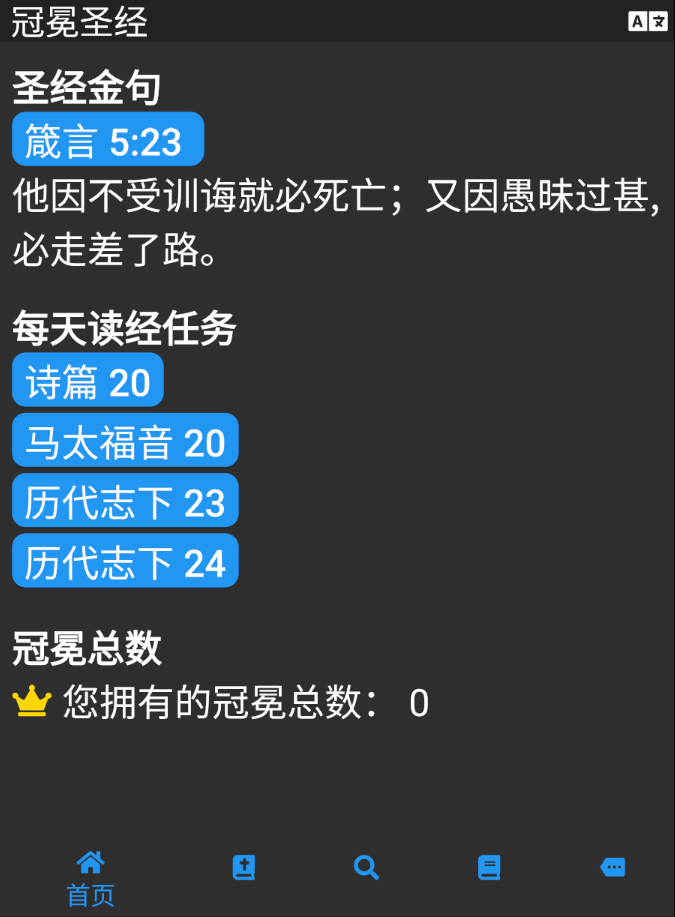 冠冕圣经
A 文
圣经金句
箴言 5:23
他因不受训诲就必死亡；又因愚昧过甚,
必走差了路。
每天读经任务
诗篇 20
马太福音 20
历代志下 23
历代志下 24
冠冕总数
您拥有的冠冕总数： 0
首页